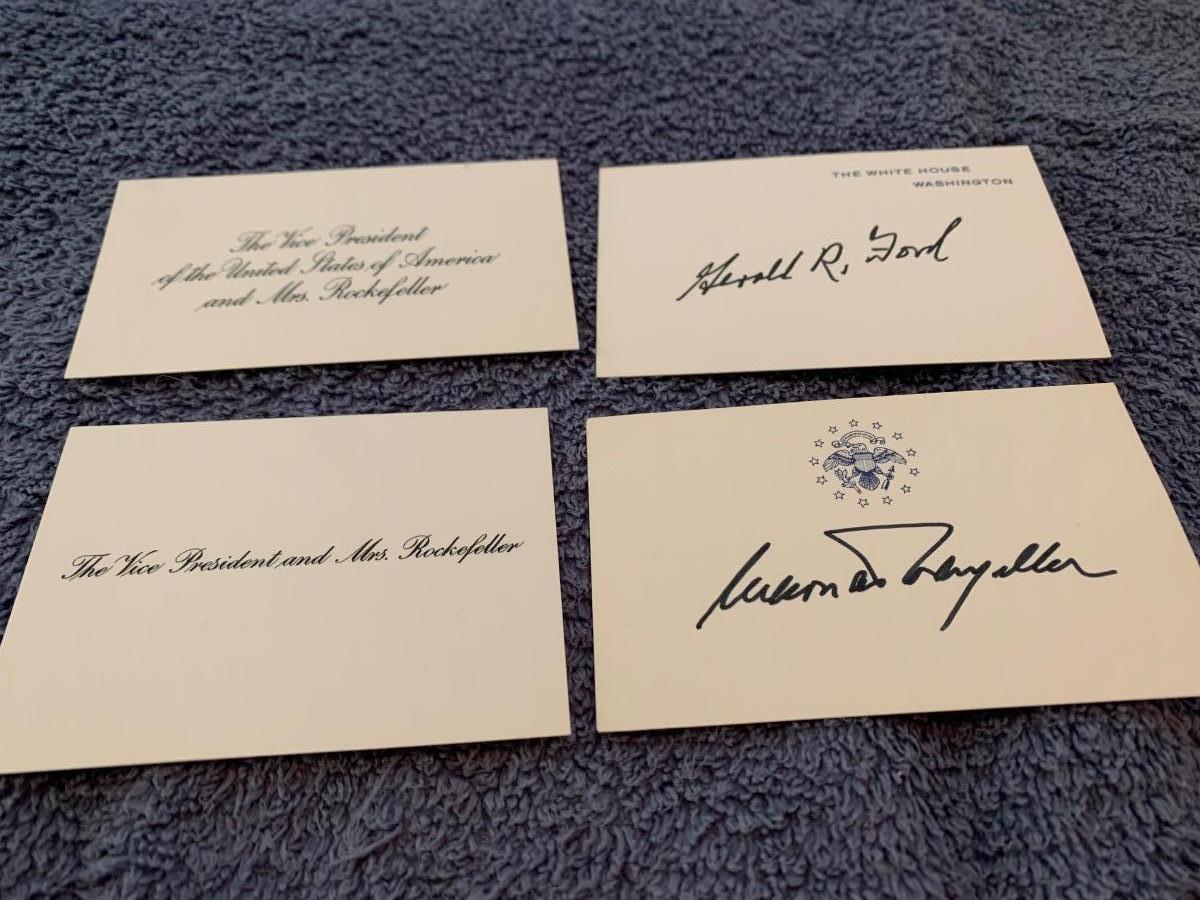 The Vice President
of the United States of America
and Mrs. Rockefeller
THE WHITE HOUSE
WASHINGTON
Gerald R. Ford
The Vice President and Mrs. Rockefeller